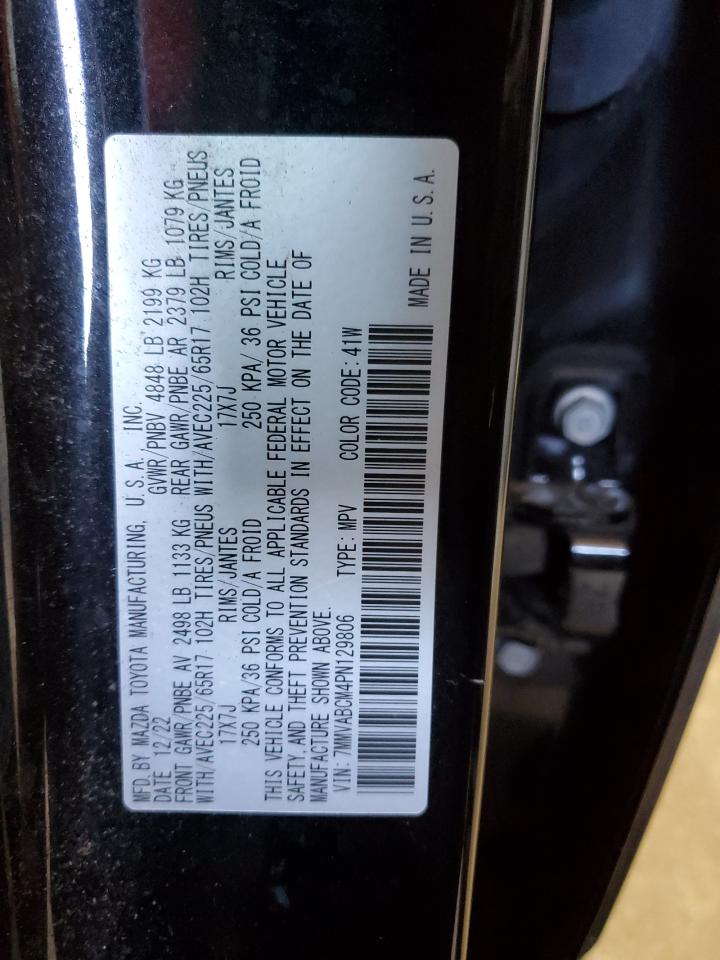 MFD. BY MAZDA TOYOTA MANUFACTURING, U.S.A. INC.
DATE 12/22 GVWR/PNBV 4848 LB 2199 KG
FRONT GAWR/PNBE AV 2498 LB 1133 KG REAR GAWR/PNBE AR 2379 LB 1079 KG
WITH/AVEC225/65R17 102H TIRES/PNEUS WITH/AVEC225/65R17 102H TIRES/PNEUS
17X7J RIMS/JANTES 17X7J RIMS/JANTES
250 KPA/36 PSI COLD/A FROID 250 KPA/ 36 PSI COLD/A FROID
THIS VEHICLE CONFORMS TO ALL APPLICABLE FEDERAL MOTOR VEHICLE
SAFETY AND THEFT PREVENTION STANDARDS IN EFFECT ON THE DATE OF
MANUFACTURE SHOWN ABOVE.
VIN: 7MMVABCM4PN129806 TYPE: MPV COLOR CODE: 41W
MADE IN U.S.A.